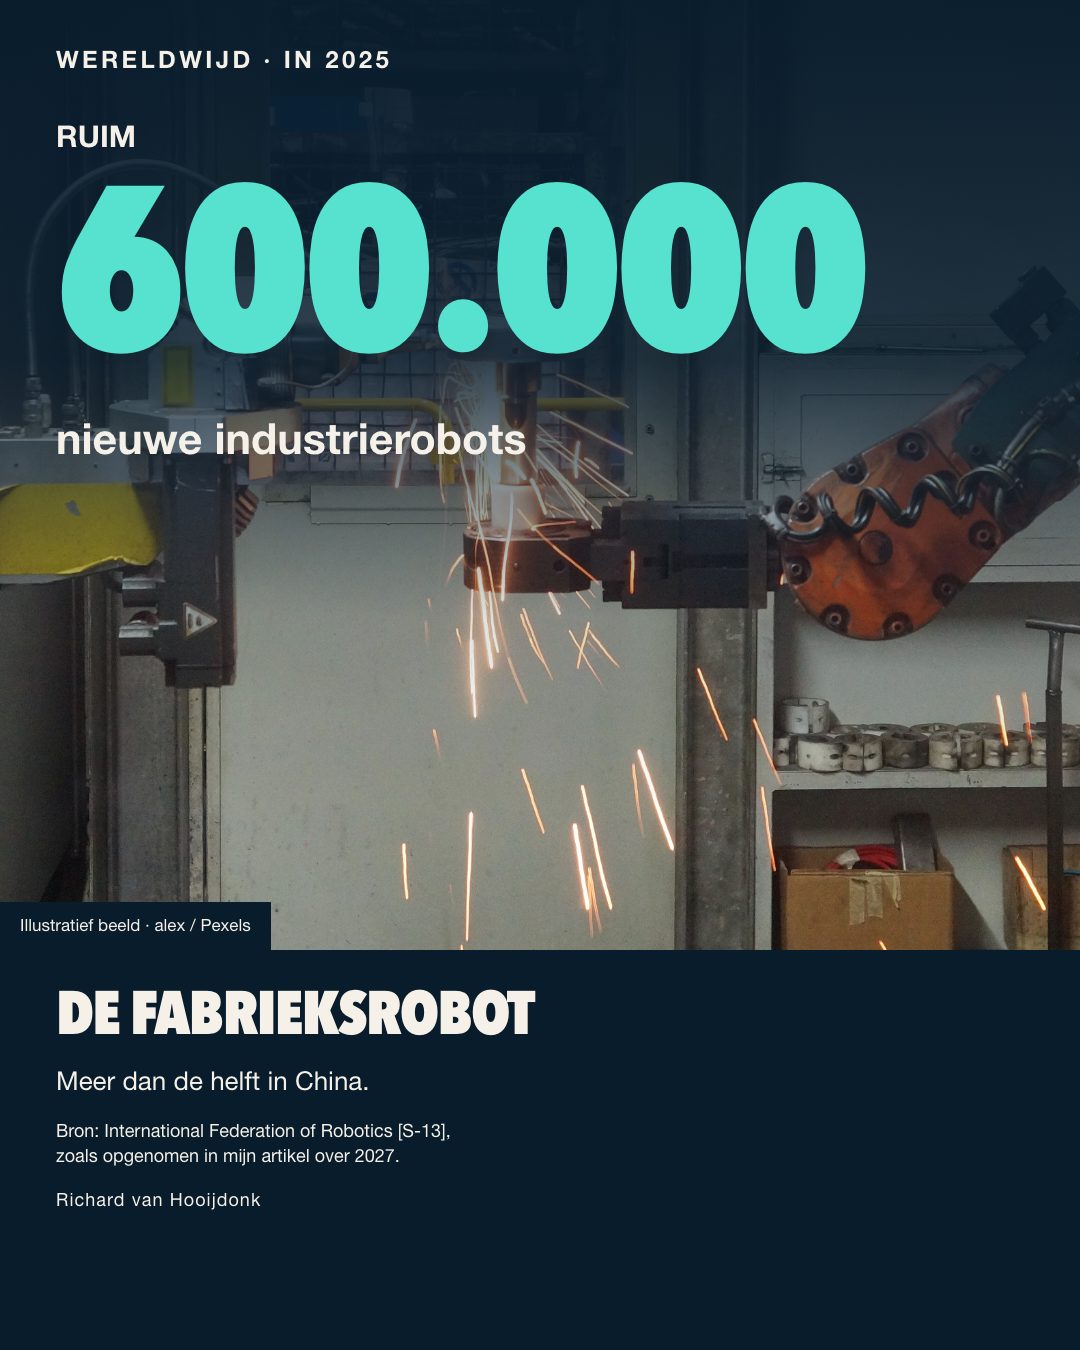 WERELDWIJD · IN 2025
RUIM
600.000
nieuwe industrierobots
Illustratief beeld · alex / Pexels
DE FABRIEKSROBOT
Meer dan de helft in China.
Bron: International Federation of Robotics [S-13],
zoals opgenomen in mijn artikel over 2027.
Richard van Hooijdonk